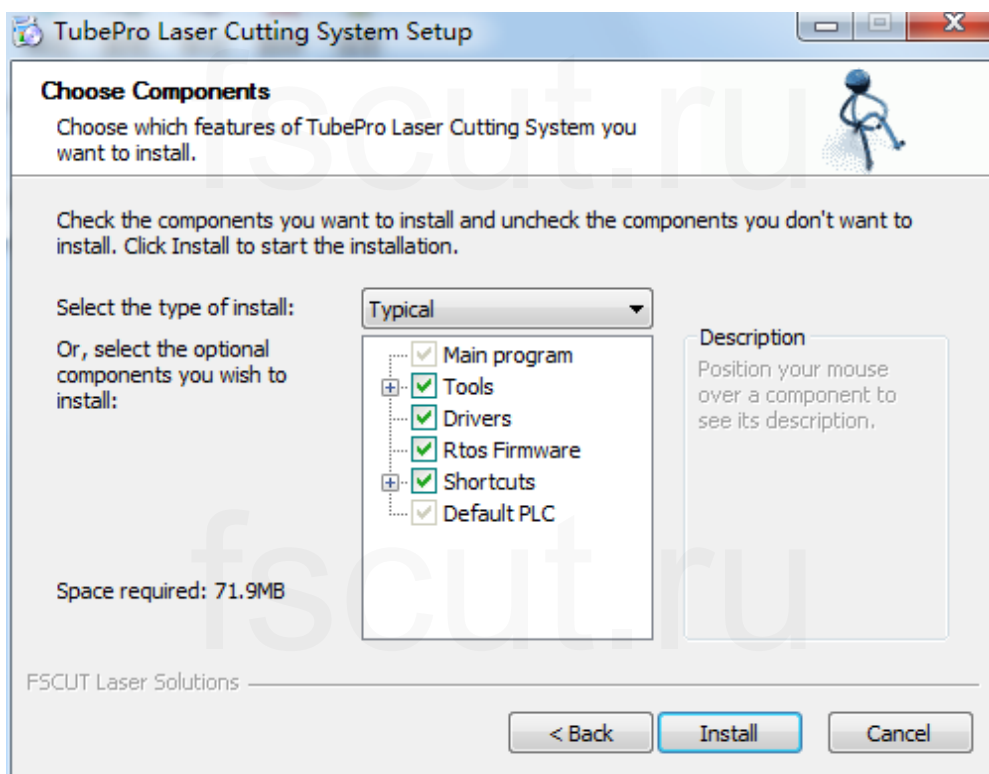 TubePro Laser Cutting System Setup
Choose Components
Choose which features of TubePro Laser Cutting System you
want to install.
Check the components you want to install and uncheck the components you don't want to
install. Click Install to start the installation.
Select the type of install:
Typical
Or, select the optional
components you wish to
install:
Main program
Tools
Drivers
Rtos Firmware
Shortcuts
Default PLC
Description
Position your mouse
over a component to
see its description.
Space required: 71.9MB
FSCUT Laser Solutions
< Back
Install
Cancel
fscut.ru
fscut.ru